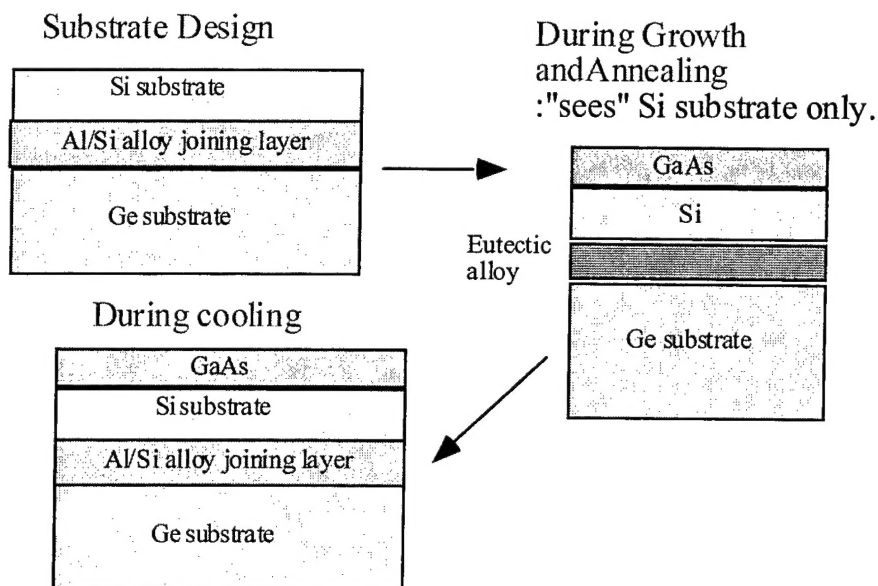 Substrate Design
Si substrate
Al/Si alloy joining layer
Ge substrate
During Growth
andAnnealing
:"sees" Si substrate only.
GaAs
Si
Eutectic
alloy
Ge substrate
During cooling
GaAs
Si substrate
Al/Si alloy joining layer
Ge substrate